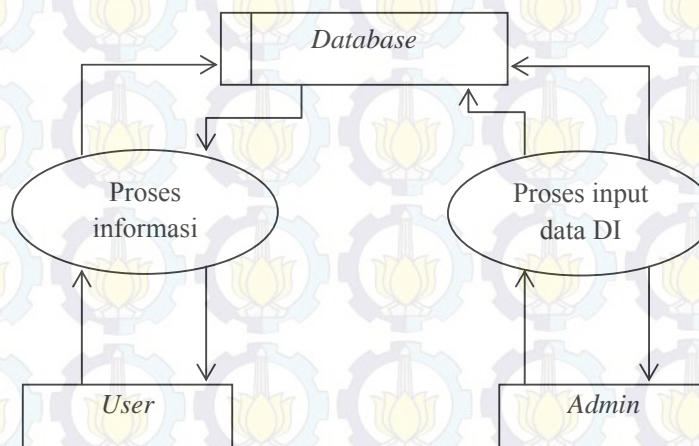 Database
Proses
informasi
Proses input
data DI
User
Admin